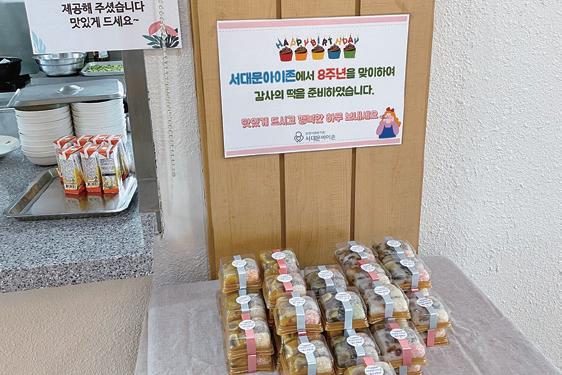 제공해 주셨습니다
맛있게 드세요~
HAPPY BIRTHDAY
서대문아이존에서 8주년을 맞이하여
감사의 떡을 준비하였습니다.
맛있게 드시고 행복한 하루 보내세요
서대문아이존